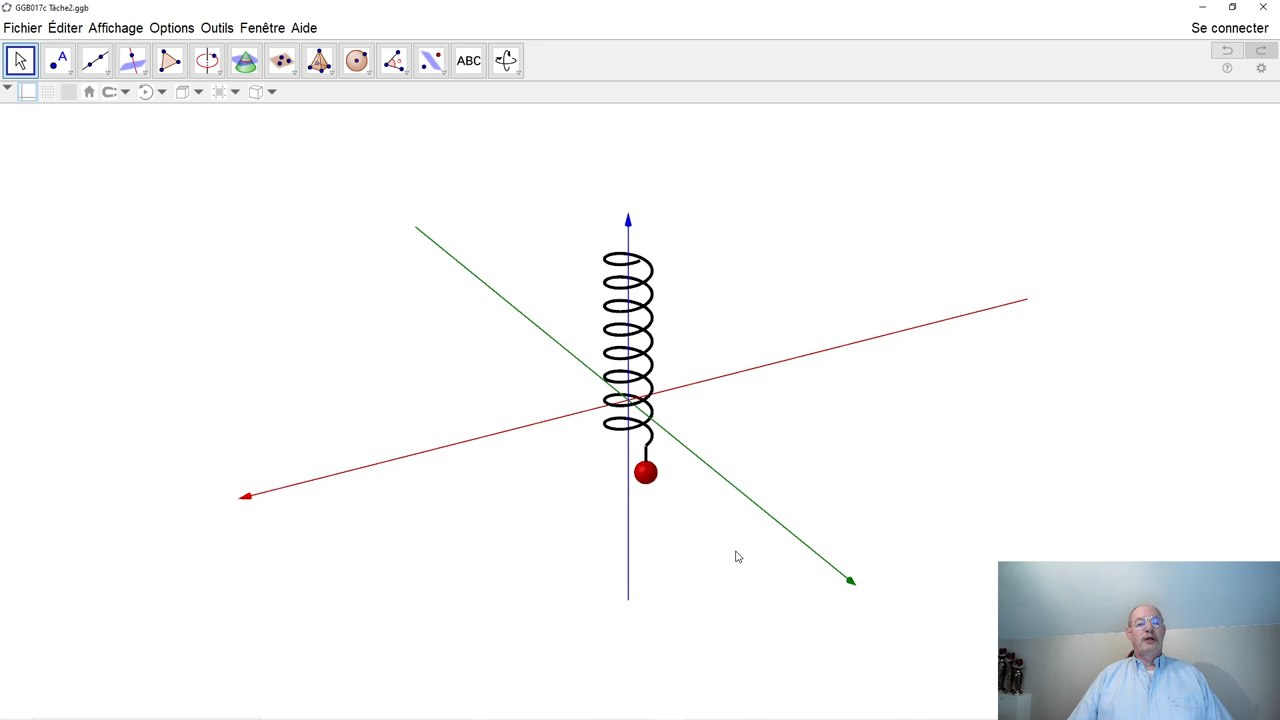 GGB017c Tâche2.ggb
Fichier Éditer Affichage Options Outils Fenêtre Aide
Se connecter
A
ABC